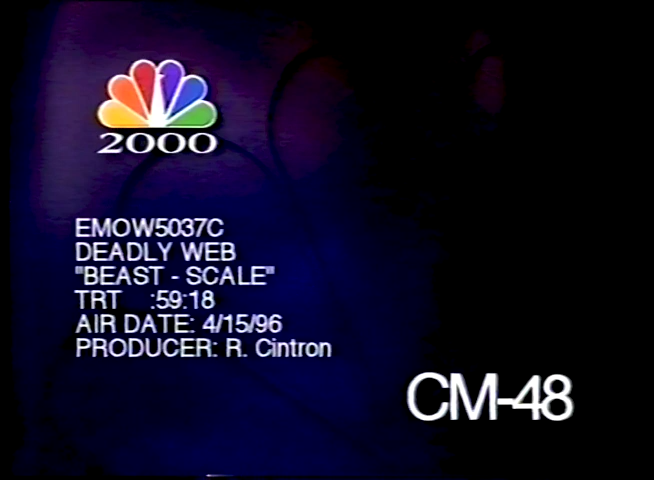 2000
EMOW5037C
DEADLY WEB
"BEAST - SCALE"
TRT :59:18
AIR DATE: 4/15/96
PRODUCER: R. Cintron
CM-48